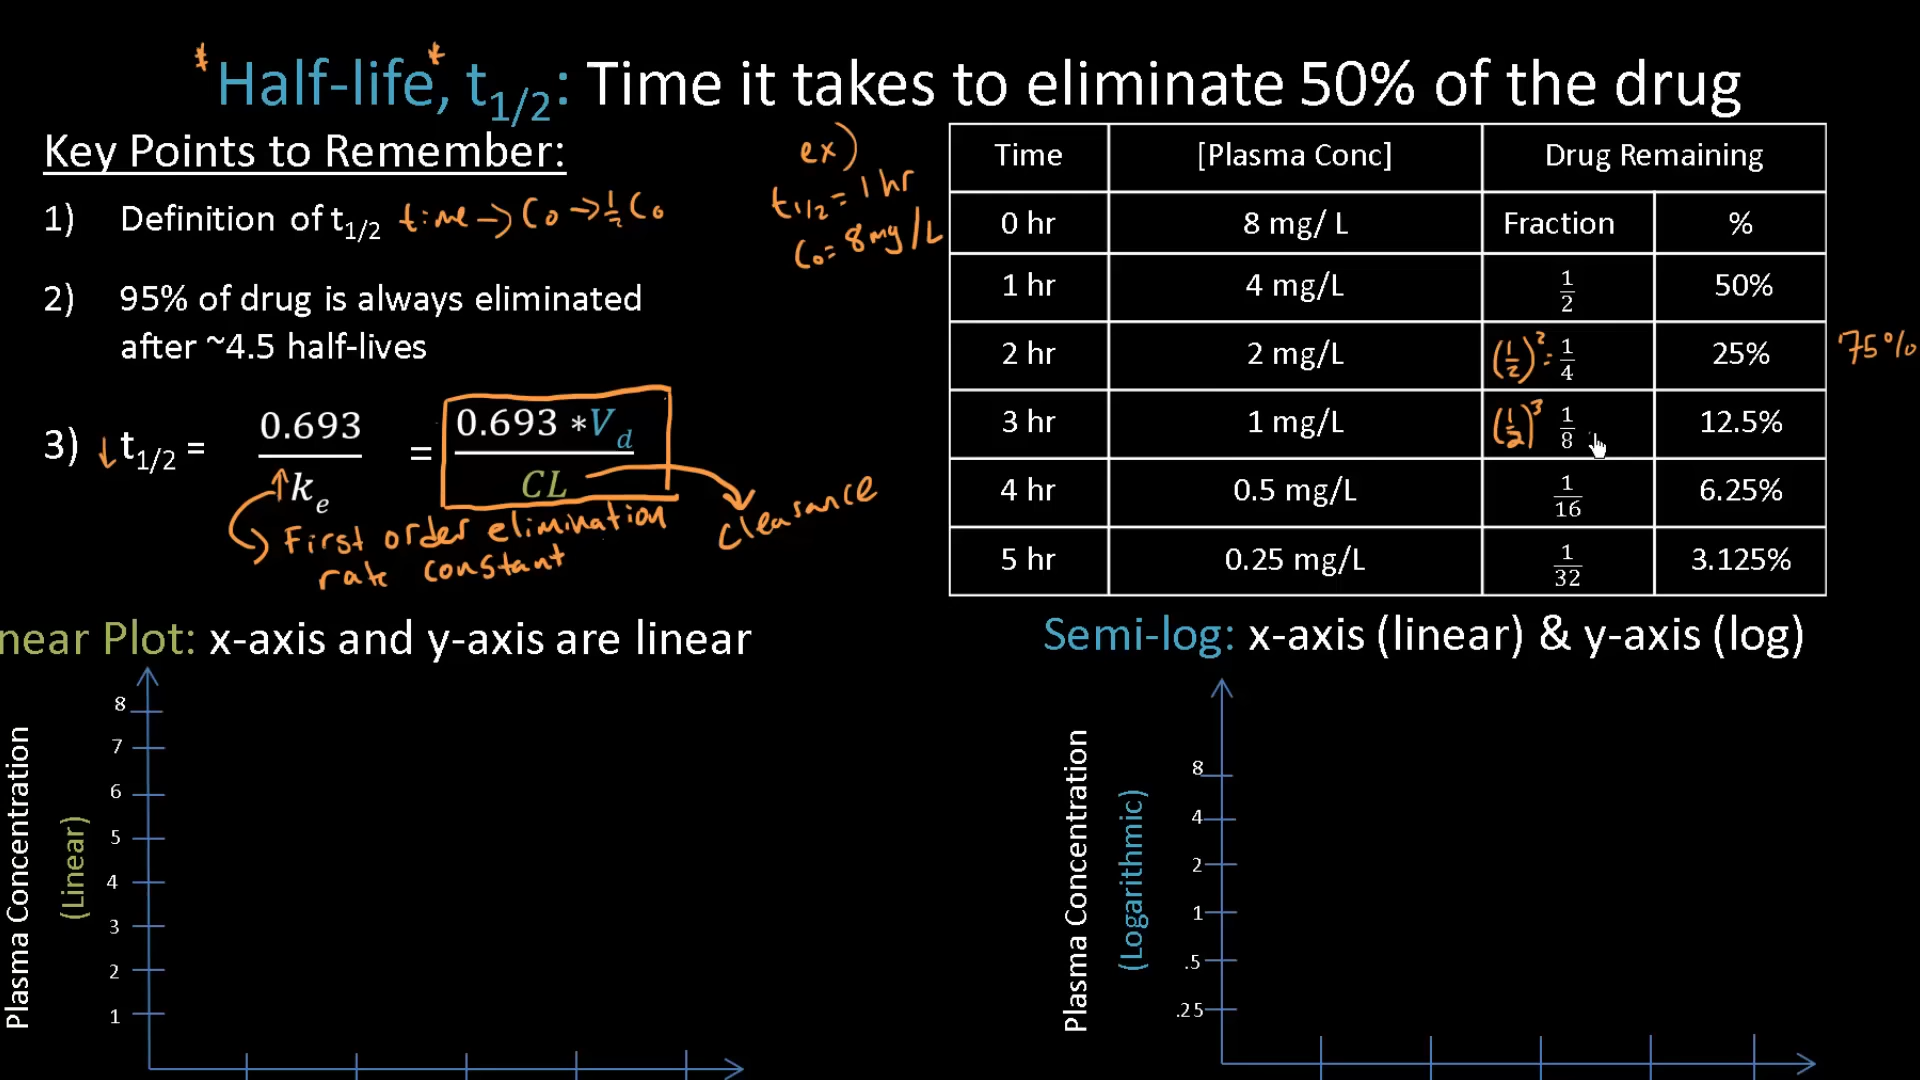 * Half-life,* t1/2: Time it takes to eliminate 50% of the drug
Key Points to Remember:
1) Definition of t1/2 time → C0 → 1/2 C0
2) 95% of drug is always eliminated
after ~4.5 half-lives
3) ↓ t1/2 = 0.693 / ↑ke = 0.693 *Vd / CL
First order elimination
rate constant
Clearance
ex)
t1/2 = 1 hr
C0 = 8 mg/L
Time [Plasma Conc] Drug Remaining
0 hr 8 mg/ L Fraction %
1 hr 4 mg/L 1/2 50%
2 hr 2 mg/L (1/2)² = 1/4 25% 75%
3 hr 1 mg/L (1/2)³ 1/8 12.5%
4 hr 0.5 mg/L 1/16 6.25%
5 hr 0.25 mg/L 1/32 3.125%
near Plot: x-axis and y-axis are linear
Plasma Concentration
(Linear)
8
7
6
5
4
3
2
1
Semi-log: x-axis (linear) & y-axis (log)
Plasma Concentration
(Logarithmic)
8
4
2
1
.5
.25